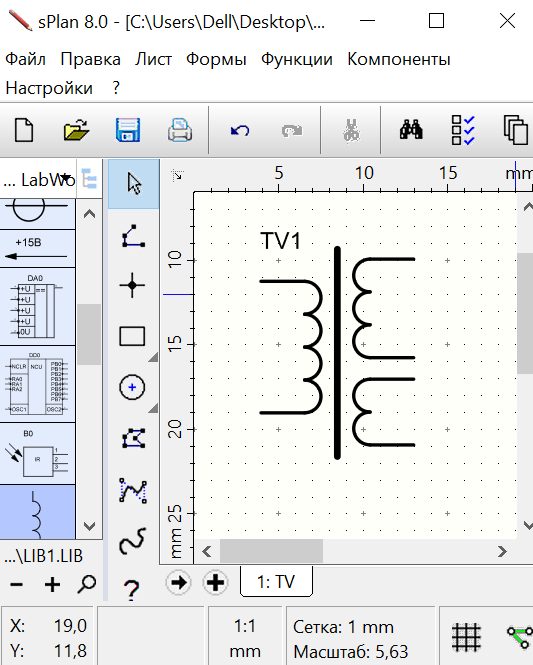 sPlan 8.0 - [C:\Users\Dell\Desktop\...
Файл Правка Лист Формы Функции Компоненты
Настройки ?
... LabWo
5 10 15 mm
+15В
DA0
+U
+U
+U
+U
0U
==
DD0
NCLR NCU PB0
PB1
RA0 PB2
RA1 PB3
RA2 PB4
PB5
PB6
PB7
OSC1 OSC2
B0
IR
1
2
3
TV1
10
15
20
25
mm
...\LIB1.LIB
1: TV
X: 19,0
Y: 11,8
1:1
mm
Сетка: 1 mm
Масштаб: 5,63